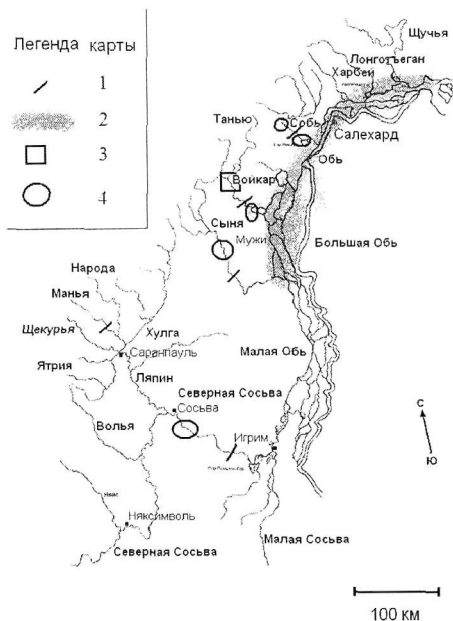 Легенда карты
1
2
3
4
Щучья
Лонготъеган
Харбей
Собь
Салехард
Танью
Обь
Войкар
Сыня
Мужи
Большая Обь
Народа
Манья
Щекурья
Хулга
Саранпауль
Ятрия
Ляпин
Малая Обь
Северная Сосьва
Сосьва
Волья
Игрим
с
ю
Няксимволь
Малая Сосьва
Северная Сосьва
100 км